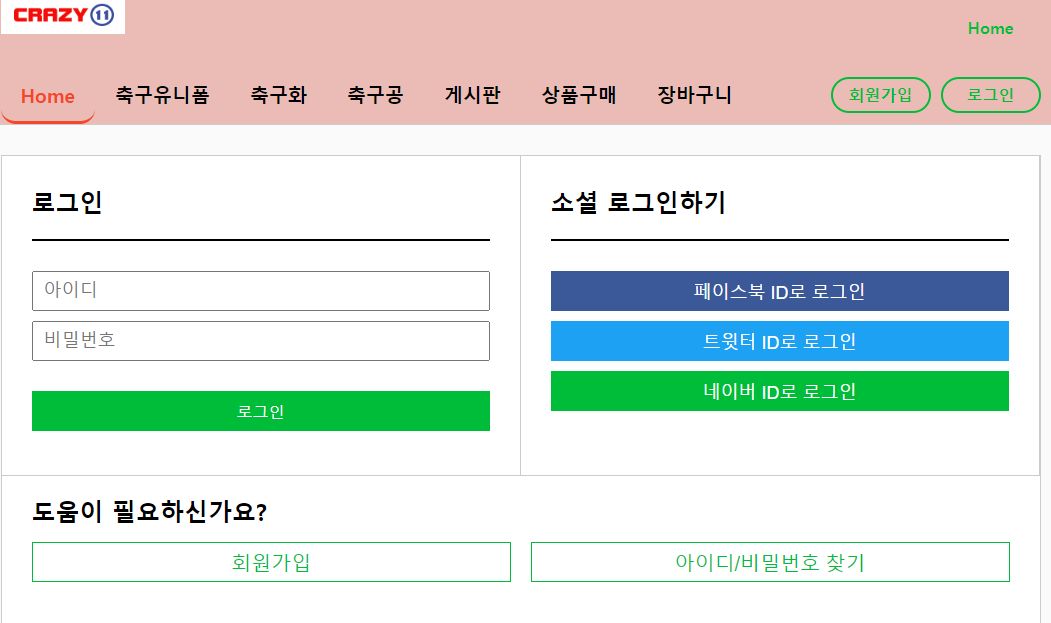 CRAZY 11
Home
Home 축구유니폼 축구화 축구공 게시판 상품구매 장바구니 회원가입 로그인
로그인
아이디
비밀번호
로그인
소셜 로그인하기
페이스북 ID로 로그인
트윗터 ID로 로그인
네이버 ID로 로그인
도움이 필요하신가요?
회원가입 아이디/비밀번호 찾기